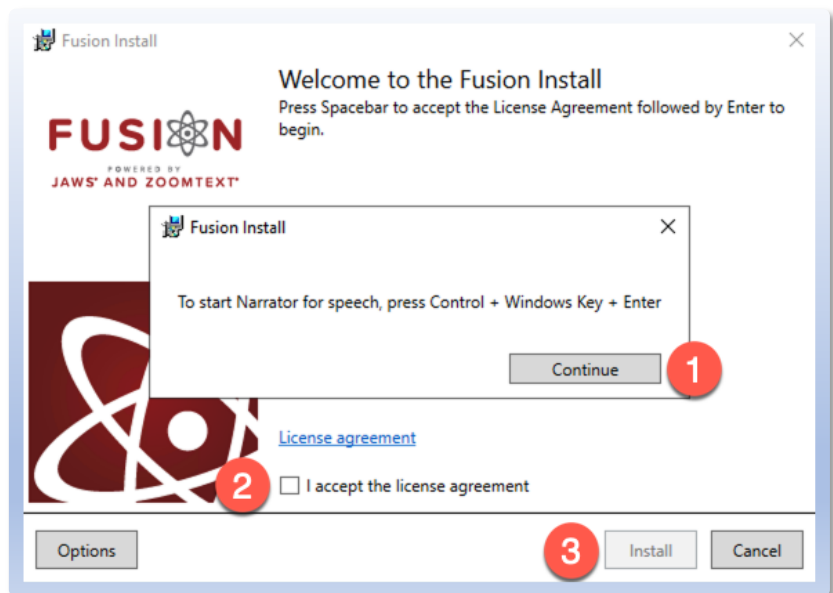 Fusion Install
Welcome to the Fusion Install
Press Spacebar to accept the License Agreement followed by Enter to
begin.
FUSION
POWERED BY
JAWS® AND ZOOMTEXT®
Fusion Install
To start Narrator for speech, press Control + Windows Key + Enter
Continue
1
License agreement
2
I accept the license agreement
Options
3
Install
Cancel